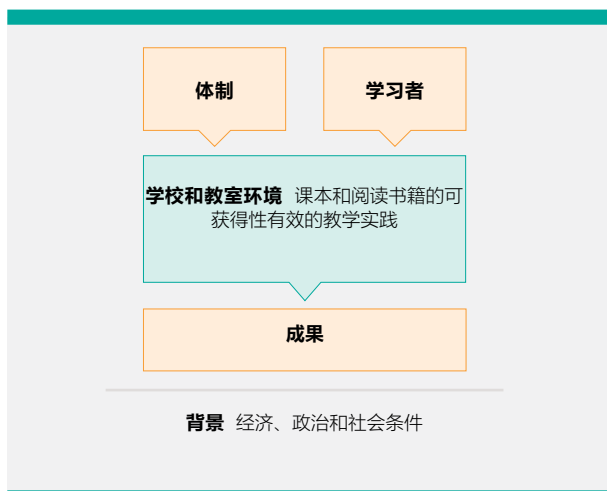 体制
学习者
学校和教室环境 课本和阅读书籍的可
获得性有效的教学实践
成果
背景 经济、政治和社会条件